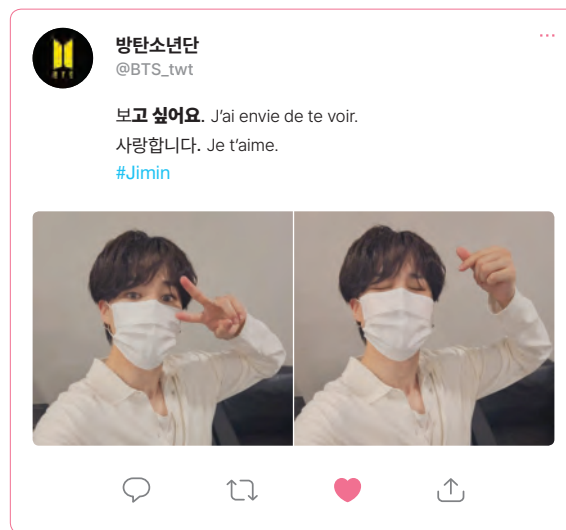 방탄소년단
@BTS_twt
보고 싶어요. J'ai envie de te voir.
사랑합니다. Je t'aime.
#Jimin
BTS